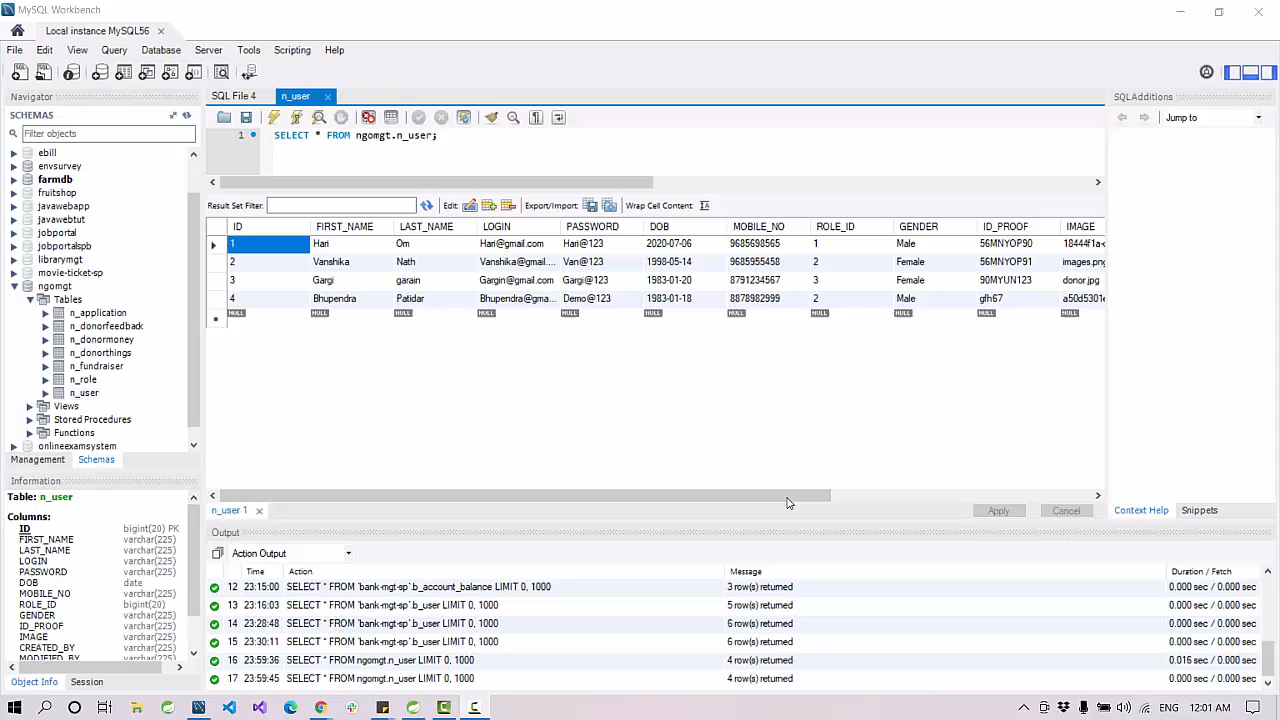 MySQL Workbench
Local instance MySQL56
File Edit View Query Database Server Tools Scripting Help
Navigator
SCHEMAS
Filter objects
ebill
envsurvey
farmdb
fruitshop
javawebapp
javawebtut
jobportal
jobportalspb
librarymgt
movie-ticket-sp
ngomgt
Tables
n_application
n_donorfeedback
n_donormoney
n_donorthings
n_fundraiser
n_role
n_user
Views
Stored Procedures
Functions
onlineexamsystem
Management Schemas
Information
Table: n_user
Columns:
ID bigint(20) PK
FIRST_NAME varchar(225)
LAST_NAME varchar(225)
LOGIN varchar(225)
PASSWORD varchar(225)
DOB date
MOBILE_NO varchar(225)
ROLE_ID bigint(20)
GENDER varchar(225)
ID_PROOF varchar(225)
IMAGE varchar(225)
CREATED_BY varchar(225)
MODIFIED_BY varchar(225)
Object Info Session
SQL File 4 n_user
1 SELECT * FROM ngomgt.n_user;
Result Set Filter: Edit: Export/Import: Wrap Cell Content:
ID FIRST_NAME LAST_NAME LOGIN PASSWORD DOB MOBILE_NO ROLE_ID GENDER ID_PROOF IMAGE
1 Hari Om Hari@gmail.com Hari@123 2020-07-06 9685698565 1 Male 56MNYOP90 18444f1a-
2 Vanshika Nath Vanshika@gmail.... Van@123 1998-05-14 9685955458 2 Female 56MNYOP91 images.png
3 Gargi garain Gargin@gmail.com Gargi@123 1983-01-20 8791234567 3 Female 90MYUN123 donor.jpg
4 Bhupendra Patidar Bhupendra@gma... Demo@123 1983-01-18 8878982999 2 Male gfh67 a50d5301e
NULL NULL NULL NULL NULL NULL NULL NULL NULL NULL NULL
n_user 1 Apply Cancel
SQLAdditions
Jump to
Context Help Snippets
Output
Action Output
Time Action Message Duration / Fetch
12 23:15:00 SELECT * FROM `bank-mgt-sp`.b_account_balance LIMIT 0, 1000 3 row(s) returned 0.000 sec / 0.000 sec
13 23:16:03 SELECT * FROM `bank-mgt-sp`.b_user LIMIT 0, 1000 5 row(s) returned 0.000 sec / 0.000 sec
14 23:28:48 SELECT * FROM `bank-mgt-sp`.b_user LIMIT 0, 1000 6 row(s) returned 0.000 sec / 0.000 sec
15 23:30:11 SELECT * FROM `bank-mgt-sp`.b_user LIMIT 0, 1000 6 row(s) returned 0.000 sec / 0.000 sec
16 23:59:36 SELECT * FROM ngomgt.n_user LIMIT 0, 1000 4 row(s) returned 0.016 sec / 0.000 sec
17 23:59:45 SELECT * FROM ngomgt.n_user LIMIT 0, 1000 4 row(s) returned 0.000 sec / 0.000 sec
ENG 12:01 AM